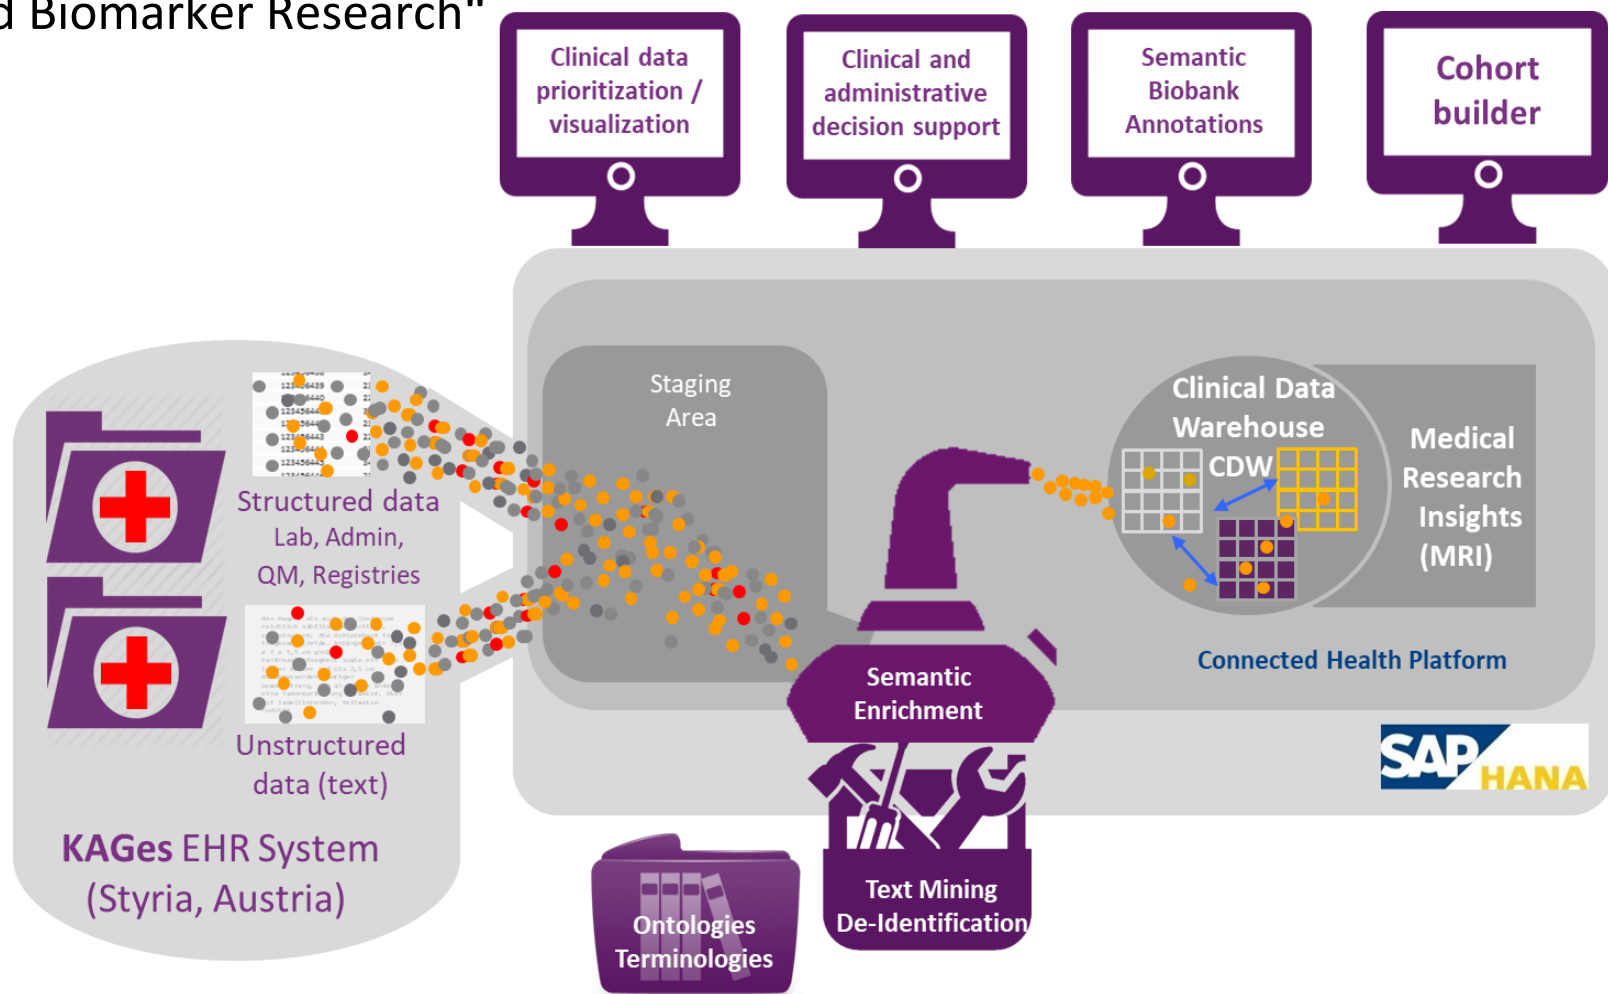 d Biomarker Research"
Clinical data
prioritization /
visualization
Clinical and
administrative
decision support
Semantic
Biobank
Annotations
Cohort
builder
Staging
Area
Clinical Data
Warehouse
CDW
Medical
Research
Insights
(MRI)
Structured data
Lab, Admin,
QM, Registries
Unstructured
data (text)
KAGes EHR System
(Styria, Austria)
Semantic
Enrichment
Connected Health Platform
SAP
HANA
Text Mining
De-Identification
Ontologies
Terminologies